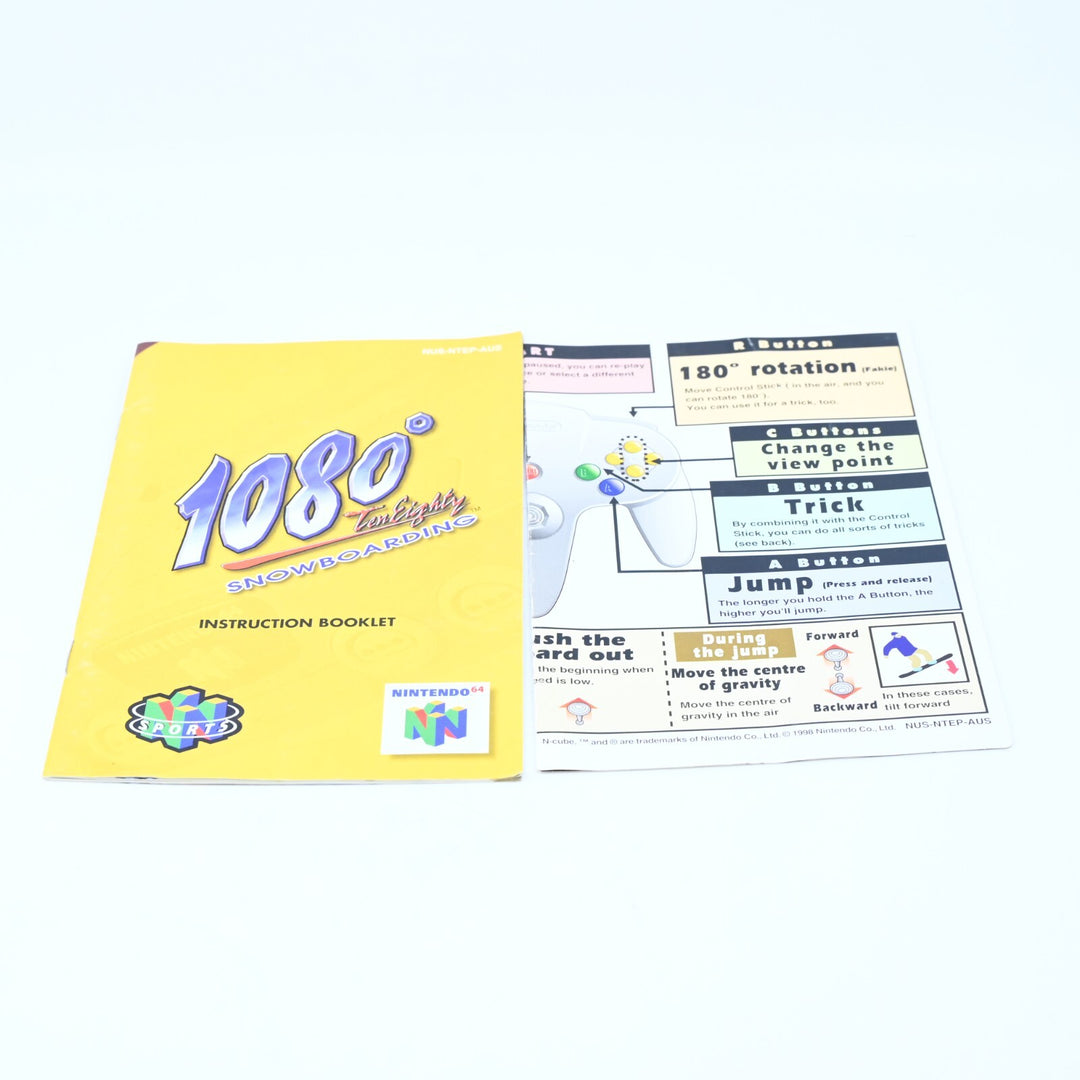 NUS-NTEP-AUS
1080°
Ten Eighty™
SNOWBOARDING
INSTRUCTION BOOKLET
SPORTS
NINTENDO 64
ART
paused, you can re-play
or select a different
R Button
180° rotation (Fakie)
Move Control Stick ( in the air, and you
can rotate 180°).
You can use it for a trick, too.
C Buttons
Change the
view point
B Button
Trick
By combining it with the Control
Stick, you can do all sorts of tricks
(see back).
A Button
Jump (Press and release)
The longer you hold the A Button, the
higher you'll jump.
B
A
ush the
ard out
the beginning when
ed is low.
During
the jump
Move the centre
of gravity
Move the centre of
gravity in the air
Forward
Backward
In these cases,
tilt forward
N-cube, ™ and ® are trademarks of Nintendo Co., Ltd. © 1998 Nintendo Co., Ltd. NUS-NTEP-AUS